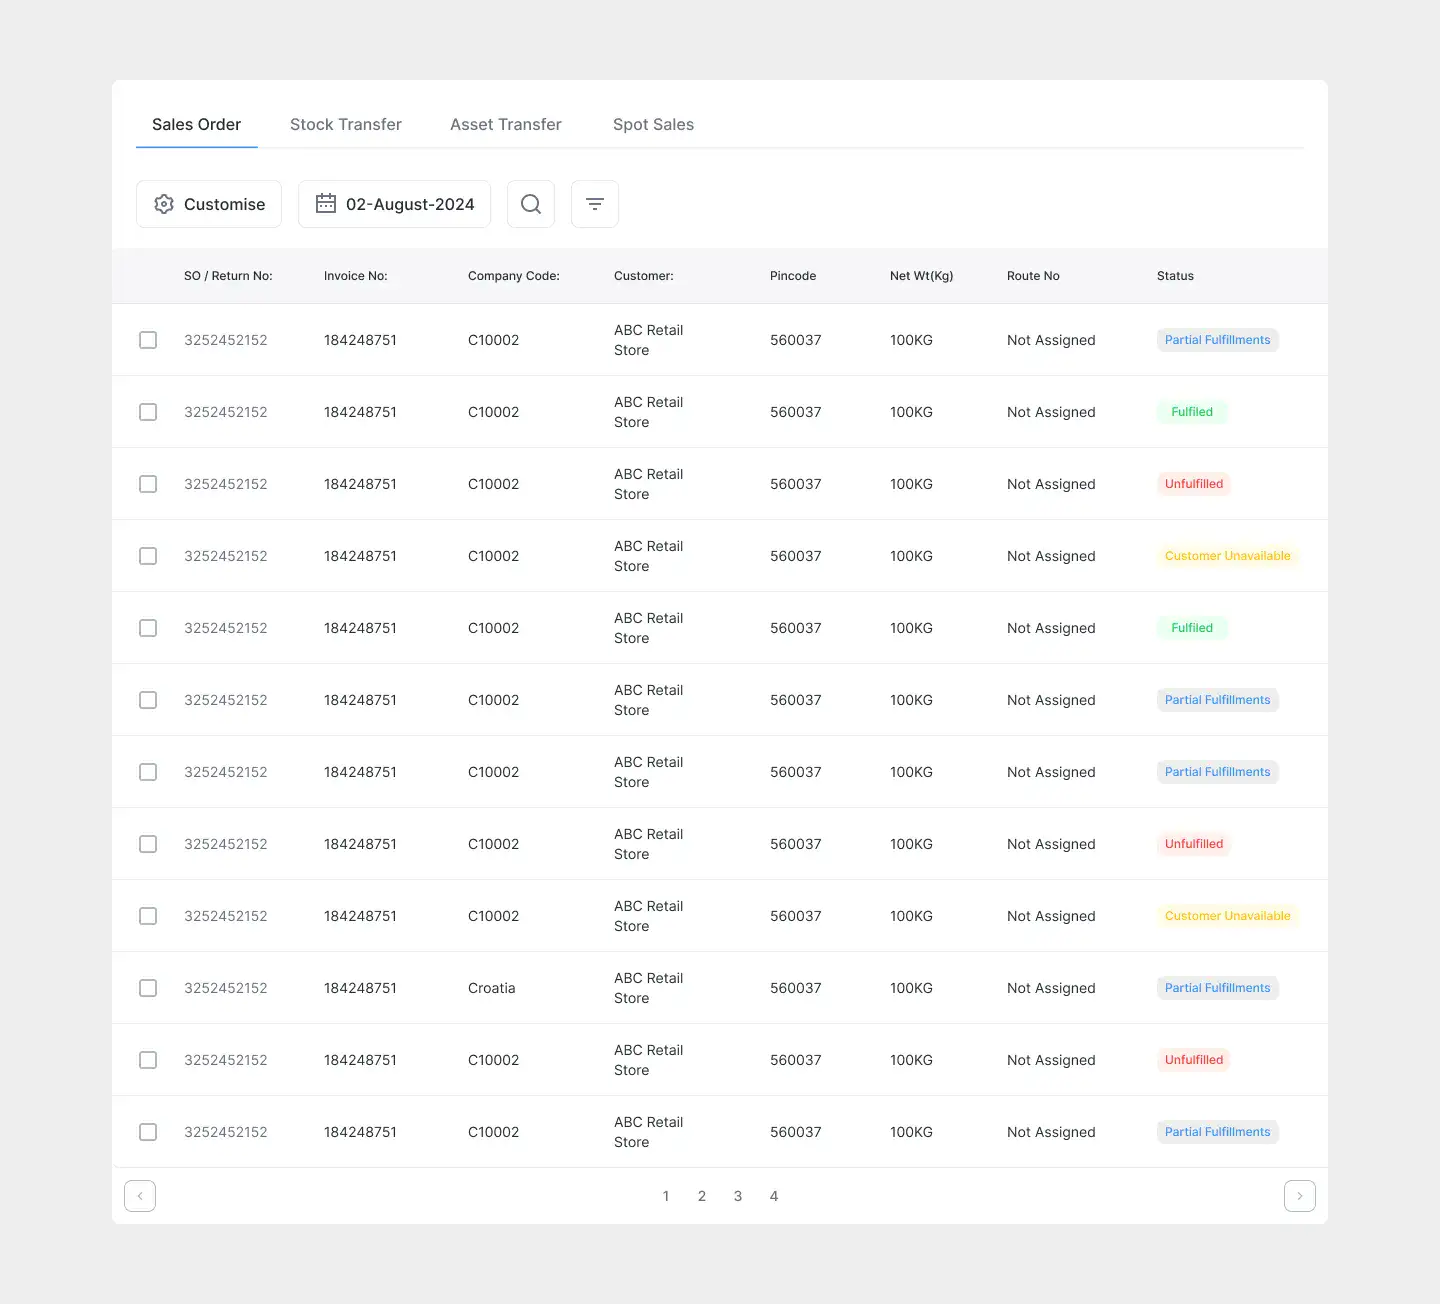 Sales Order Stock Transfer Asset Transfer Spot Sales
Customise 02-August-2024
SO / Return No: Invoice No: Company Code: Customer: Pincode Net Wt(Kg) Route No Status
3252452152 184248751 C10002 ABC Retail Store 560037 100KG Not Assigned Partial Fulfillments
3252452152 184248751 C10002 ABC Retail Store 560037 100KG Not Assigned Fulfiled
3252452152 184248751 C10002 ABC Retail Store 560037 100KG Not Assigned Unfulfilled
3252452152 184248751 C10002 ABC Retail Store 560037 100KG Not Assigned Customer Unavailable
3252452152 184248751 C10002 ABC Retail Store 560037 100KG Not Assigned Fulfiled
3252452152 184248751 C10002 ABC Retail Store 560037 100KG Not Assigned Partial Fulfillments
3252452152 184248751 C10002 ABC Retail Store 560037 100KG Not Assigned Partial Fulfillments
3252452152 184248751 C10002 ABC Retail Store 560037 100KG Not Assigned Unfulfilled
3252452152 184248751 C10002 ABC Retail Store 560037 100KG Not Assigned Customer Unavailable
3252452152 184248751 Croatia ABC Retail Store 560037 100KG Not Assigned Partial Fulfillments
3252452152 184248751 C10002 ABC Retail Store 560037 100KG Not Assigned Unfulfilled
3252452152 184248751 C10002 ABC Retail Store 560037 100KG Not Assigned Partial Fulfillments
1 2 3 4